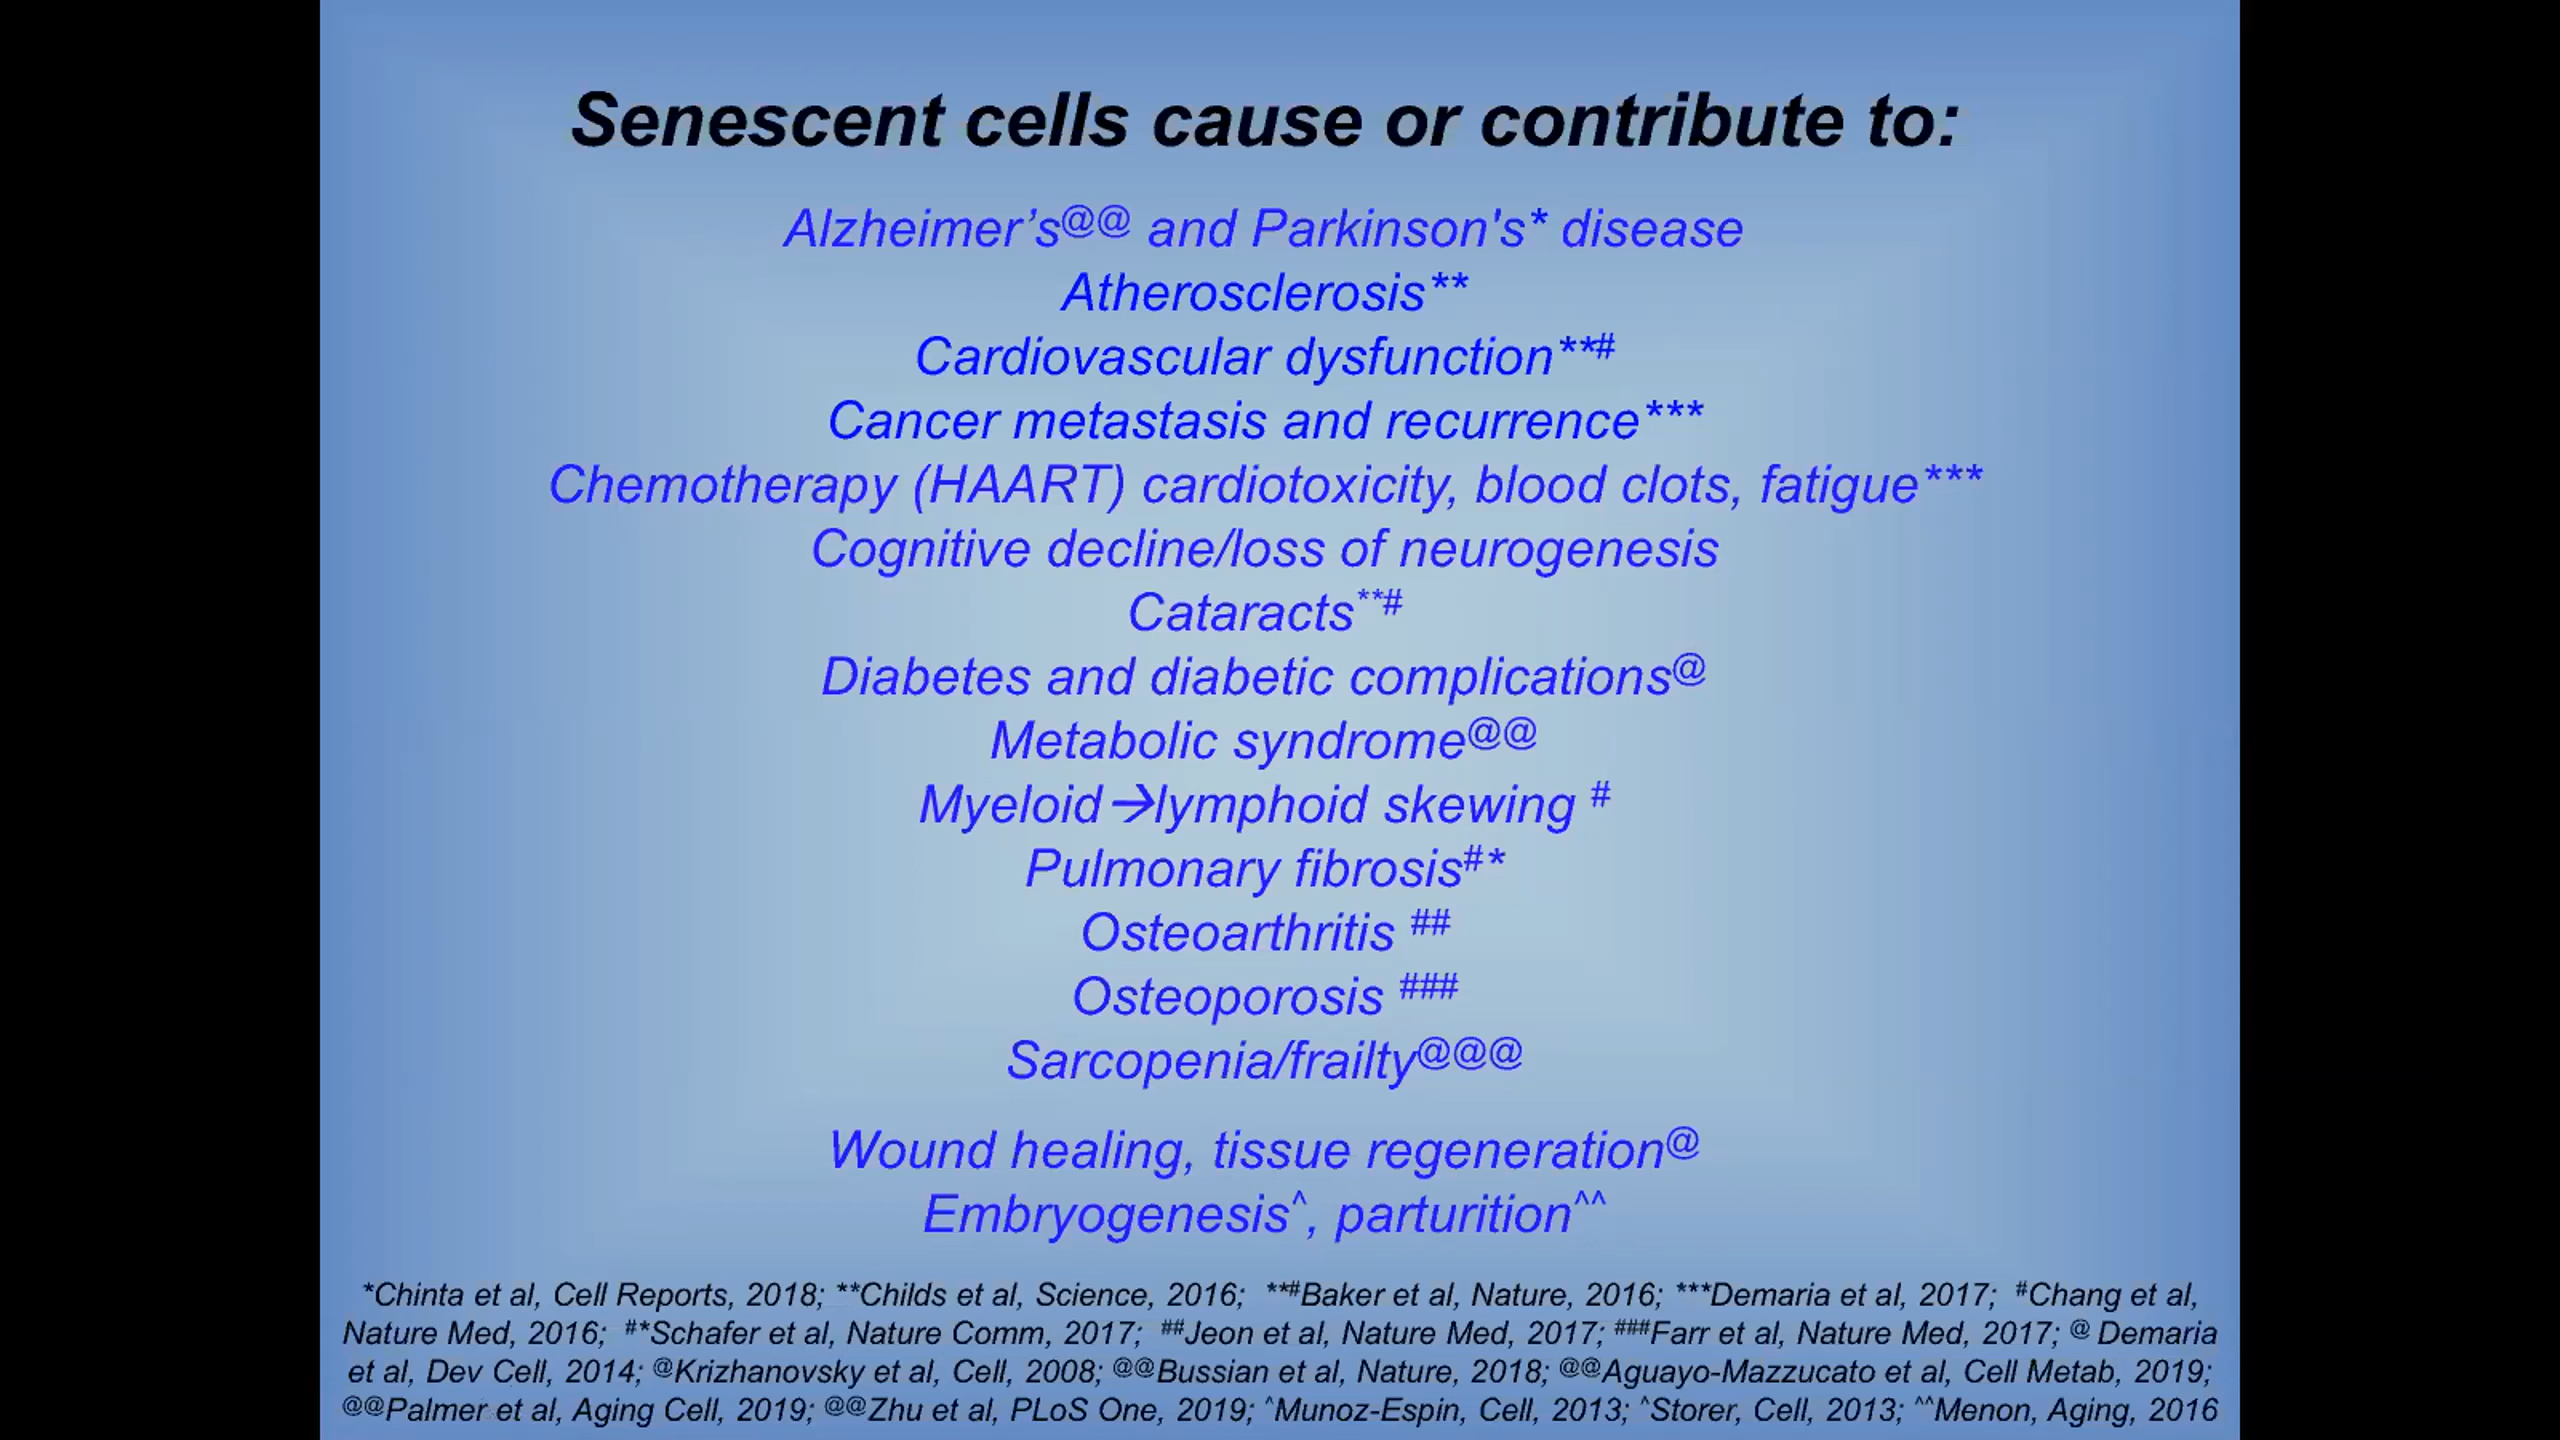 Senescent cells cause or contribute to:
Alzheimer’s@@ and Parkinson's* disease
Atherosclerosis**
Cardiovascular dysfunction**#
Cancer metastasis and recurrence***
Chemotherapy (HAART) cardiotoxicity, blood clots, fatigue***
Cognitive decline/loss of neurogenesis
Cataracts**#
Diabetes and diabetic complications@
Metabolic syndrome@@
Myeloid→lymphoid skewing #
Pulmonary fibrosis#*
Osteoarthritis ##
Osteoporosis ###
Sarcopenia/frailty@@@
Wound healing, tissue regeneration@
Embryogenesis^, parturition^^
*Chinta et al, Cell Reports, 2018; **Childs et al, Science, 2016; **#Baker et al, Nature, 2016; ***Demaria et al, 2017; #Chang et al,
Nature Med, 2016; #*Schafer et al, Nature Comm, 2017; ##Jeon et al, Nature Med, 2017; ###Farr et al, Nature Med, 2017; @ Demaria
et al, Dev Cell, 2014; @Krizhanovsky et al, Cell, 2008; @@Bussian et al, Nature, 2018; @@Aguayo-Mazzucato et al, Cell Metab, 2019;
@@Palmer et al, Aging Cell, 2019; @@Zhu et al, PLoS One, 2019; ^Munoz-Espin, Cell, 2013; ^Storer, Cell, 2013; ^^Menon, Aging, 2016